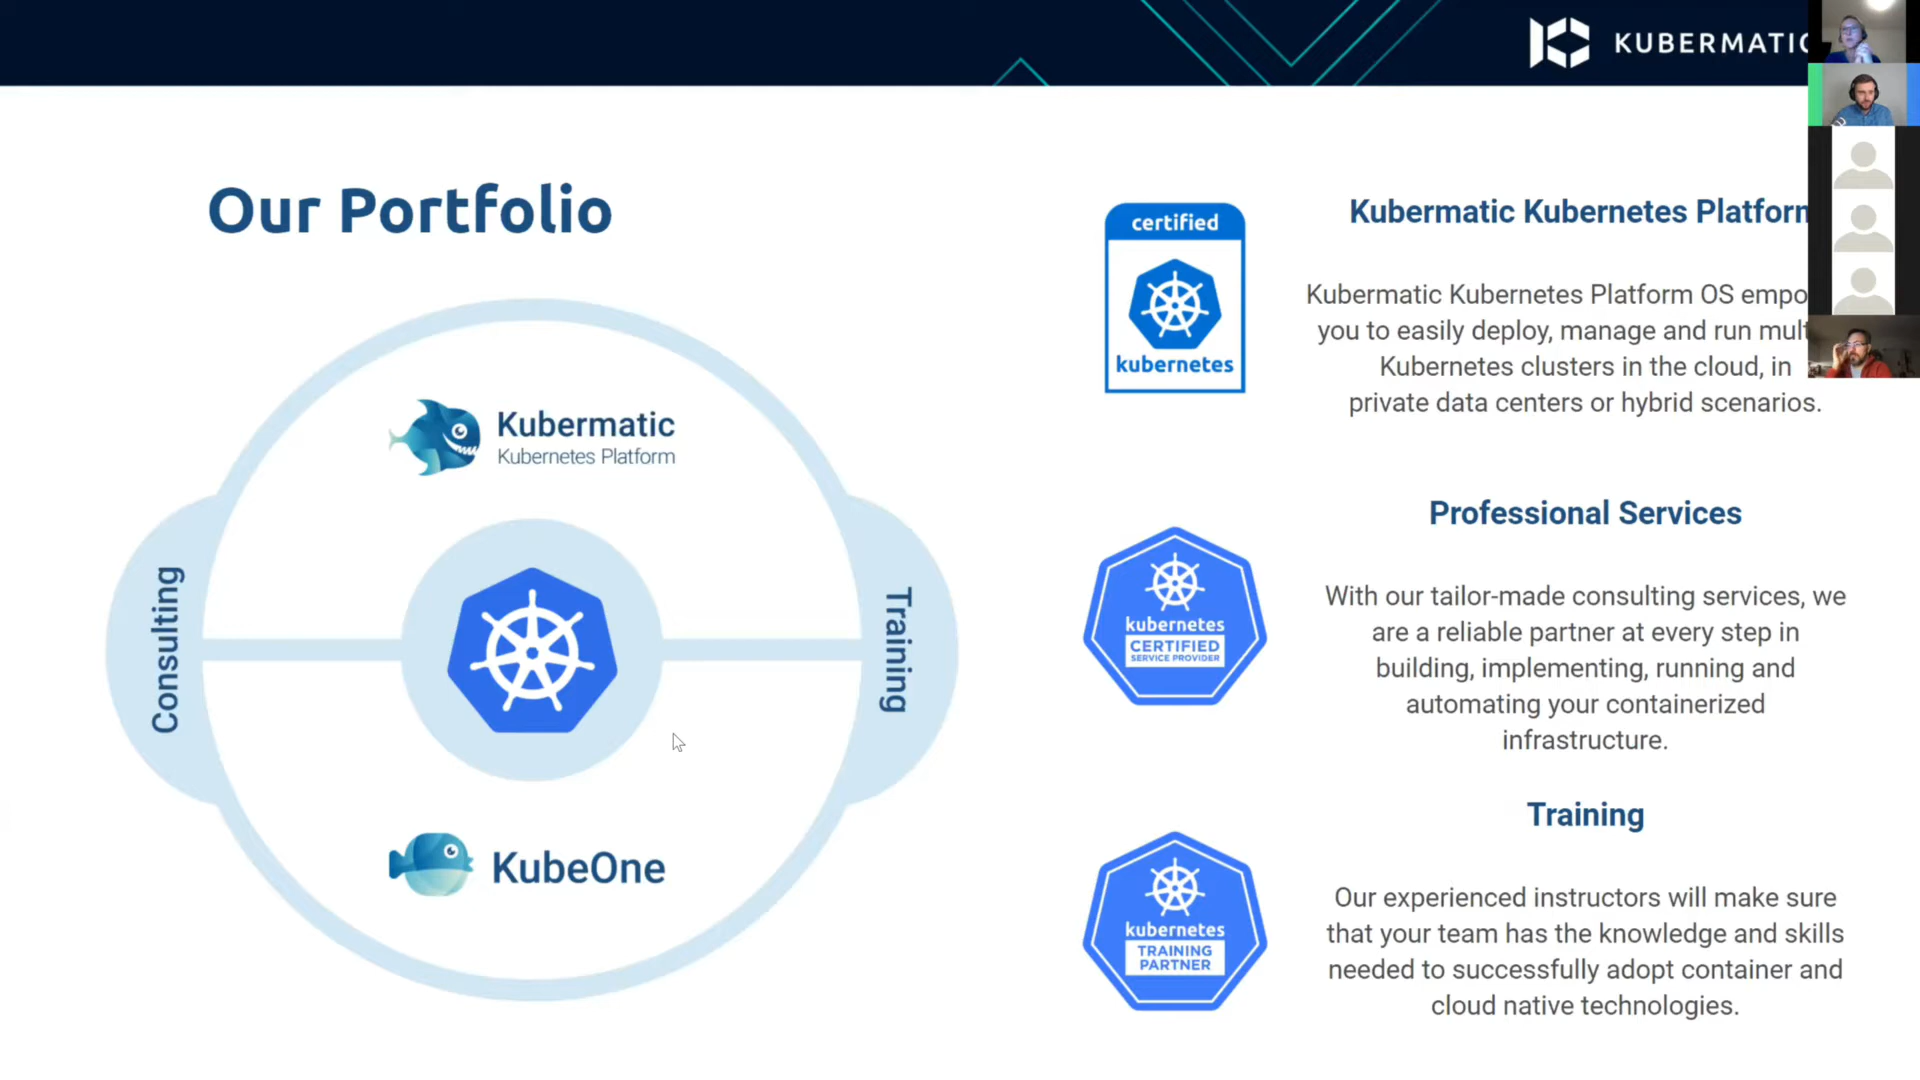 KUBERMATIC
Our Portfolio
Kubermatic
Kubernetes Platform
Consulting
Training
KubeOne
certified
kubernetes
Kubermatic Kubernetes Platform
Kubermatic Kubernetes Platform OS empo
you to easily deploy, manage and run mult
Kubernetes clusters in the cloud, in
private data centers or hybrid scenarios.
kubernetes
CERTIFIED
SERVICE PROVIDER
Professional Services
With our tailor-made consulting services, we
are a reliable partner at every step in
building, implementing, running and
automating your containerized
infrastructure.
kubernetes
TRAINING
PARTNER
Training
Our experienced instructors will make sure
that your team has the knowledge and skills
needed to successfully adopt container and
cloud native technologies.